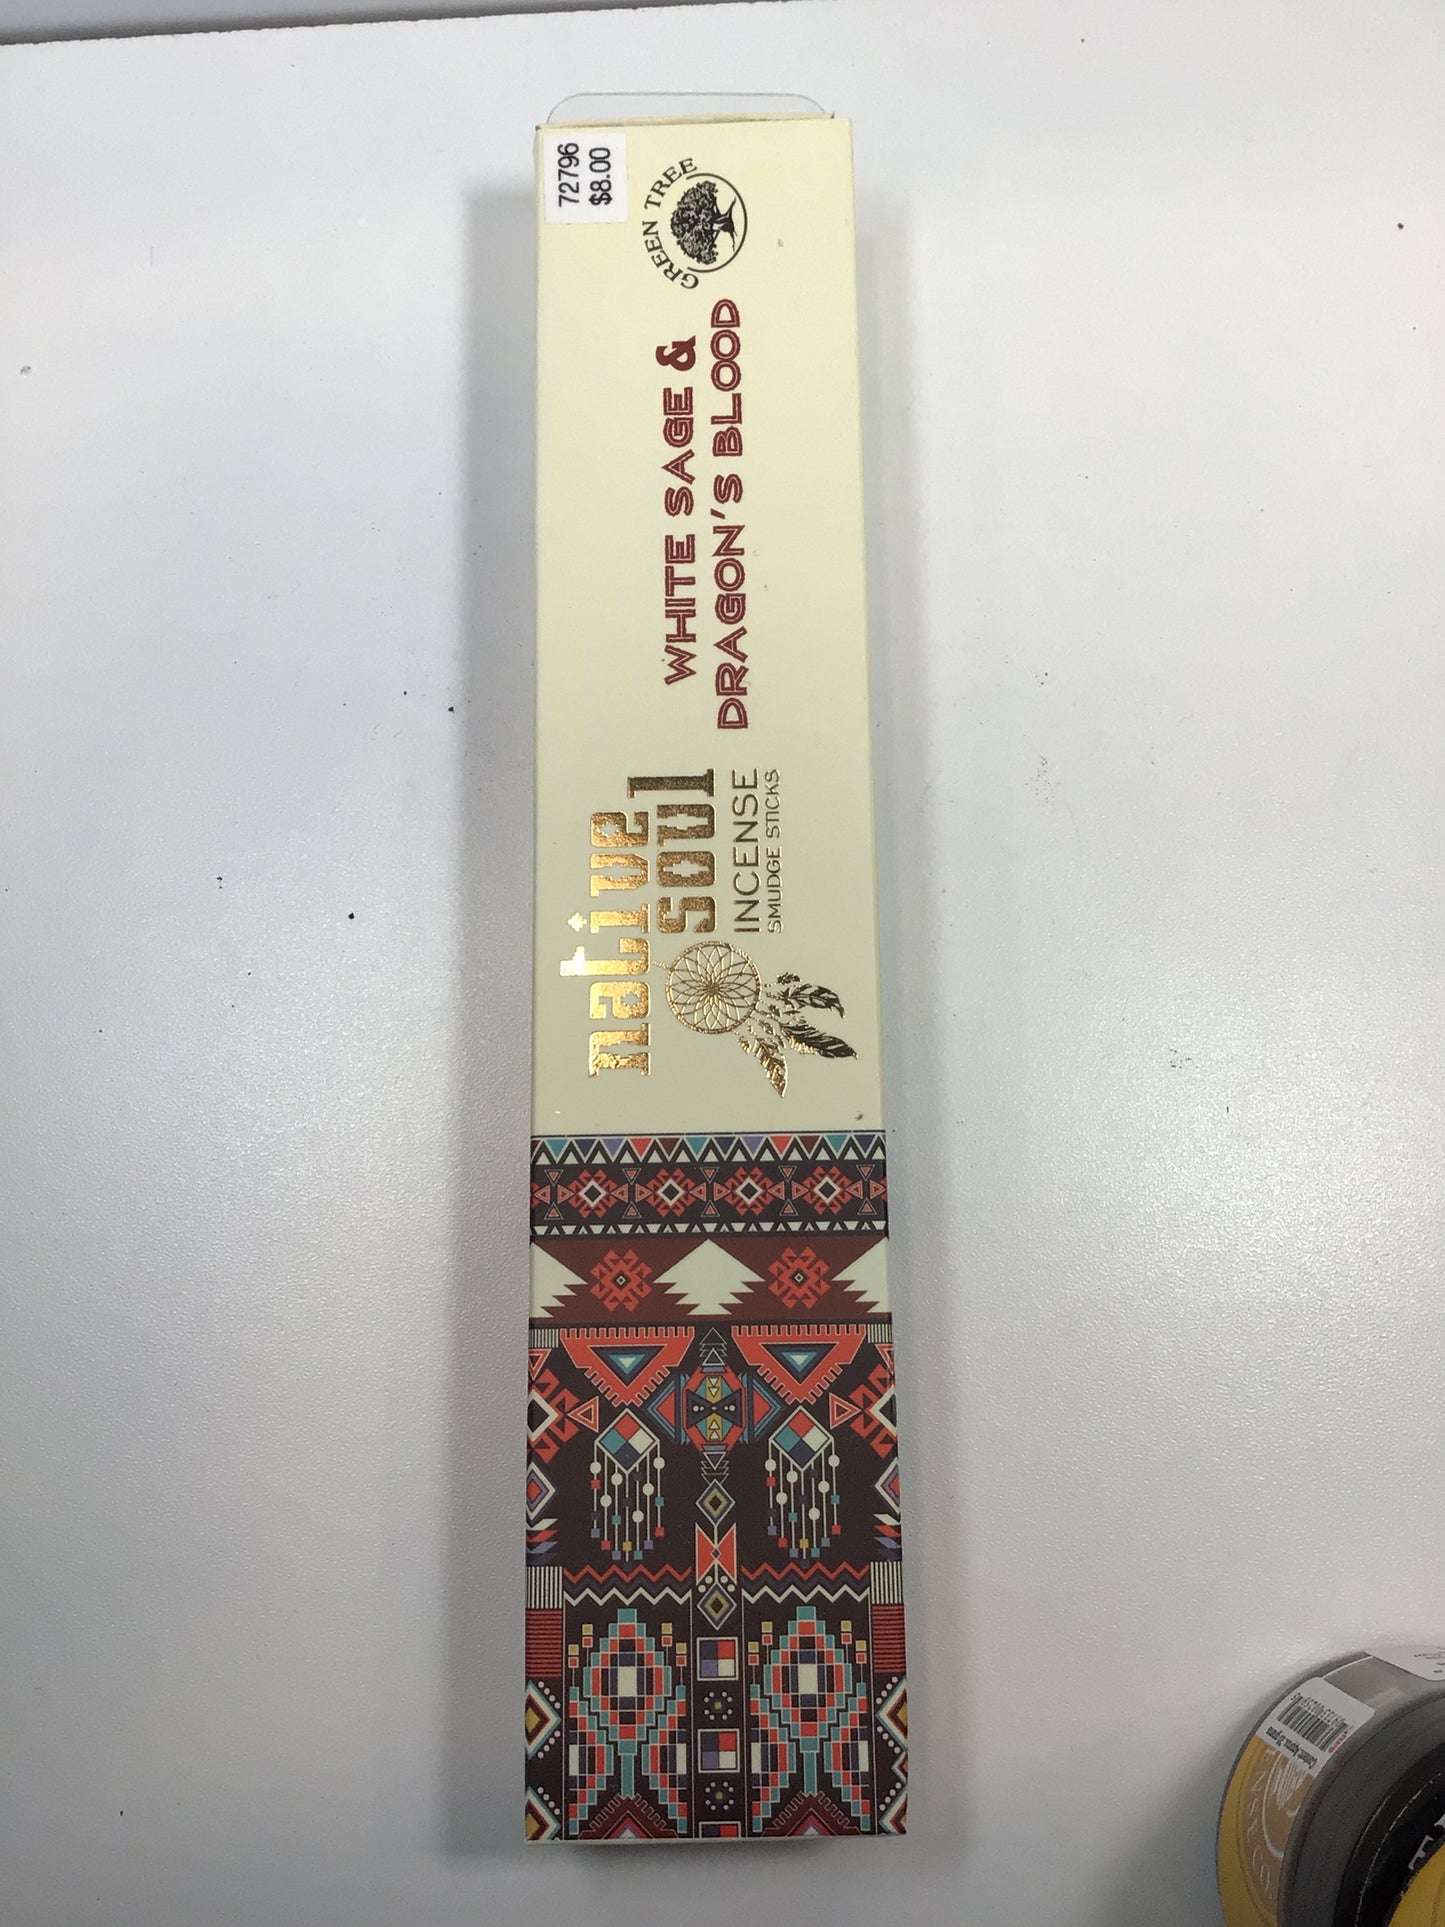 72796
$8.00
GREEN TREE
WHITE SAGE &
DRAGON'S BLOOD
native
soul
INCENSE
SMUDGE STICKS